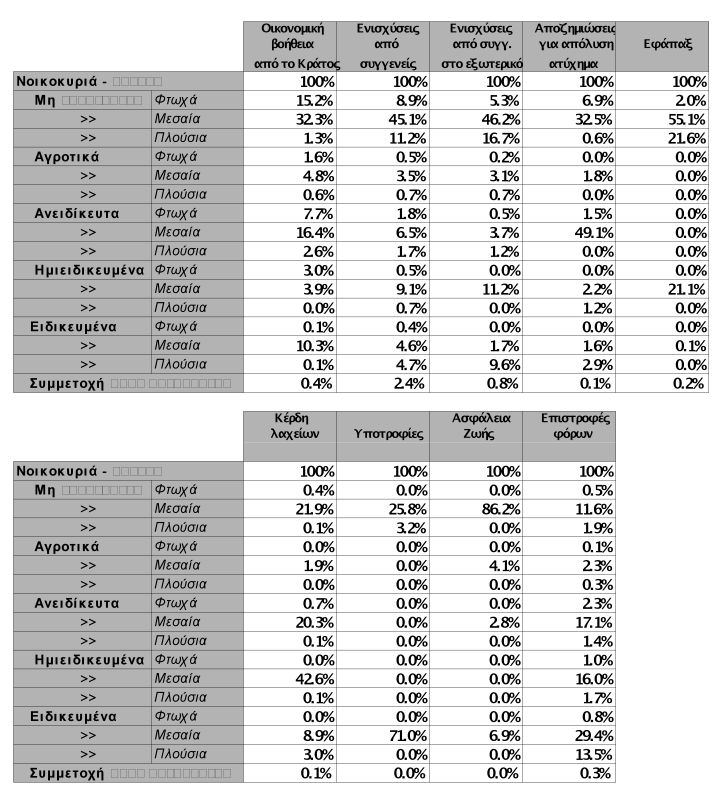 Οικονομική βοήθεια από το Κράτος Ενισχύσεις από συγγενείς Ενισχύσεις από συγγ. στο εξωτερικό Αποζημιώσεις για απόλυση ατύχημα Εφάπαξ
Νοικοκυριά - 100% 100% 100% 100% 100%
Μη Φτωχά 15.2% 8.9% 5.3% 6.9% 2.0%
>> Μεσαία 32.3% 45.1% 46.2% 32.5% 55.1%
>> Πλούσια 1.3% 11.2% 16.7% 0.6% 21.6%
Αγροτικά Φτωχά 1.6% 0.5% 0.2% 0.0% 0.0%
>> Μεσαία 4.8% 3.5% 3.1% 1.8% 0.0%
>> Πλούσια 0.6% 0.7% 0.7% 0.0% 0.0%
Ανειδίκευτα Φτωχά 7.7% 1.8% 0.5% 1.5% 0.0%
>> Μεσαία 16.4% 6.5% 3.7% 49.1% 0.0%
>> Πλούσια 2.6% 1.7% 1.2% 0.0% 0.0%
Ημιειδικευμένα Φτωχά 3.0% 0.5% 0.0% 0.0% 0.0%
>> Μεσαία 3.9% 9.1% 11.2% 2.2% 21.1%
>> Πλούσια 0.0% 0.7% 0.0% 1.2% 0.0%
Ειδικευμένα Φτωχά 0.1% 0.4% 0.0% 0.0% 0.0%
>> Μεσαία 10.3% 4.6% 1.7% 1.6% 0.1%
>> Πλούσια 0.1% 4.7% 9.6% 2.9% 0.0%
Συμμετοχή 0.4% 2.4% 0.8% 0.1% 0.2%
Κέρδη λαχείων Υποτροφίες Ασφάλεια Ζωής Επιστροφές φόρων
Νοικοκυριά - 100% 100% 100% 100%
Μη Φτωχά 0.4% 0.0% 0.0% 0.5%
>> Μεσαία 21.9% 25.8% 86.2% 11.6%
>> Πλούσια 0.1% 3.2% 0.0% 1.9%
Αγροτικά Φτωχά 0.0% 0.0% 0.0% 0.1%
>> Μεσαία 1.9% 0.0% 4.1% 2.3%
>> Πλούσια 0.0% 0.0% 0.0% 0.3%
Ανειδίκευτα Φτωχά 0.7% 0.0% 0.0% 2.3%
>> Μεσαία 20.3% 0.0% 2.8% 17.1%
>> Πλούσια 0.1% 0.0% 0.0% 1.4%
Ημιειδικευμένα Φτωχά 0.0% 0.0% 0.0% 1.0%
>> Μεσαία 42.6% 0.0% 0.0% 16.0%
>> Πλούσια 0.1% 0.0% 0.0% 1.7%
Ειδικευμένα Φτωχά 0.0% 0.0% 0.0% 0.8%
>> Μεσαία 8.9% 71.0% 6.9% 29.4%
>> Πλούσια 3.0% 0.0% 0.0% 13.5%
Συμμετοχή 0.1% 0.0% 0.0% 0.3%